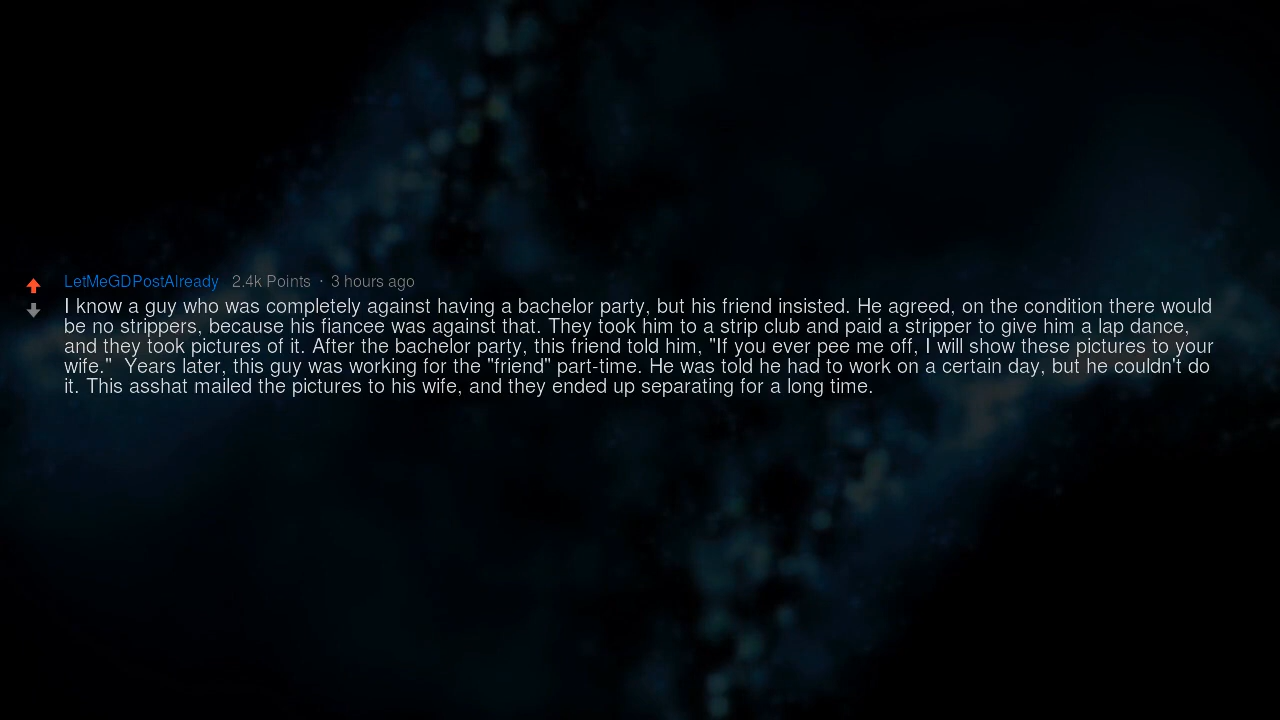 LetMeGDPostAlready 2.4k Points · 3 hours ago
I know a guy who was completely against having a bachelor party, but his friend insisted. He agreed, on the condition there would
be no strippers, because his fiancee was against that. They took him to a strip club and paid a stripper to give him a lap dance,
and they took pictures of it. After the bachelor party, this friend told him, "If you ever pee me off, I will show these pictures to your
wife."  Years later, this guy was working for the "friend" part-time. He was told he had to work on a certain day, but he couldn't do
it. This asshat mailed the pictures to his wife, and they ended up separating for a long time.